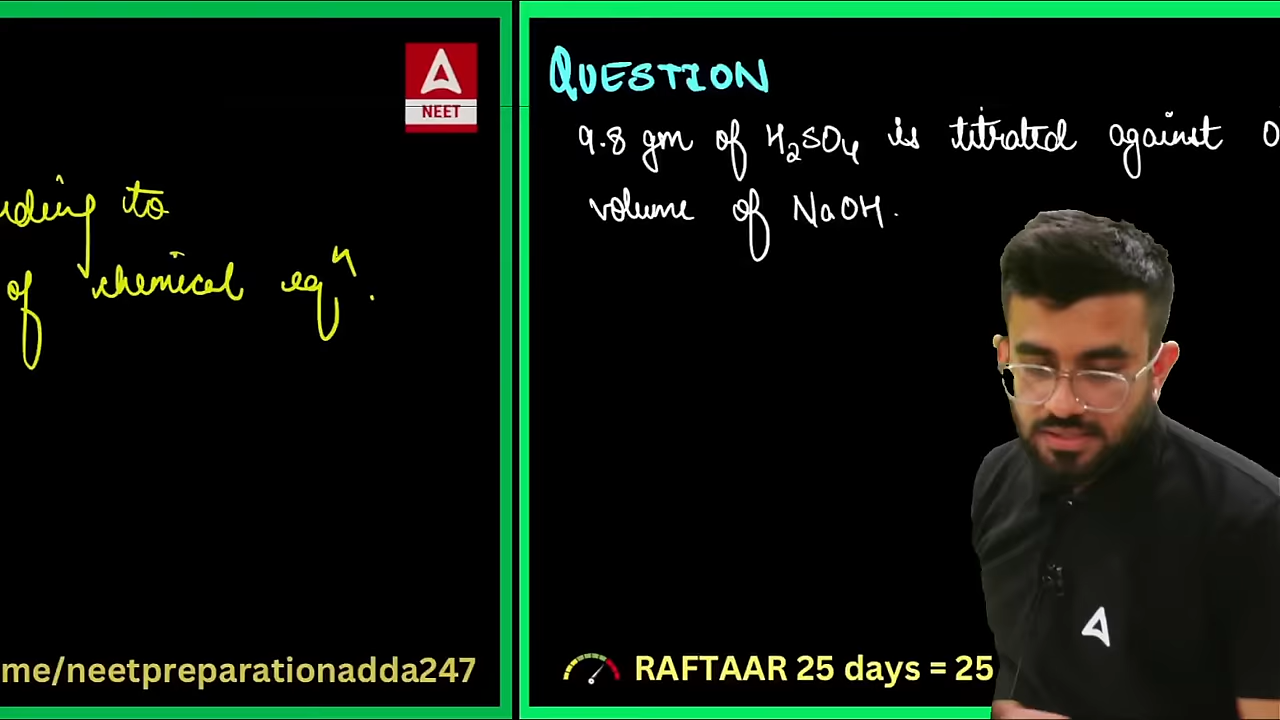 NEET
to
of chemical eqⁿ.
me/neetpreparationadda247
QUESTION
9.8 gm of H₂SO₄ is titrated against
volume of NaOH.
RAFTAAR 25 days = 25